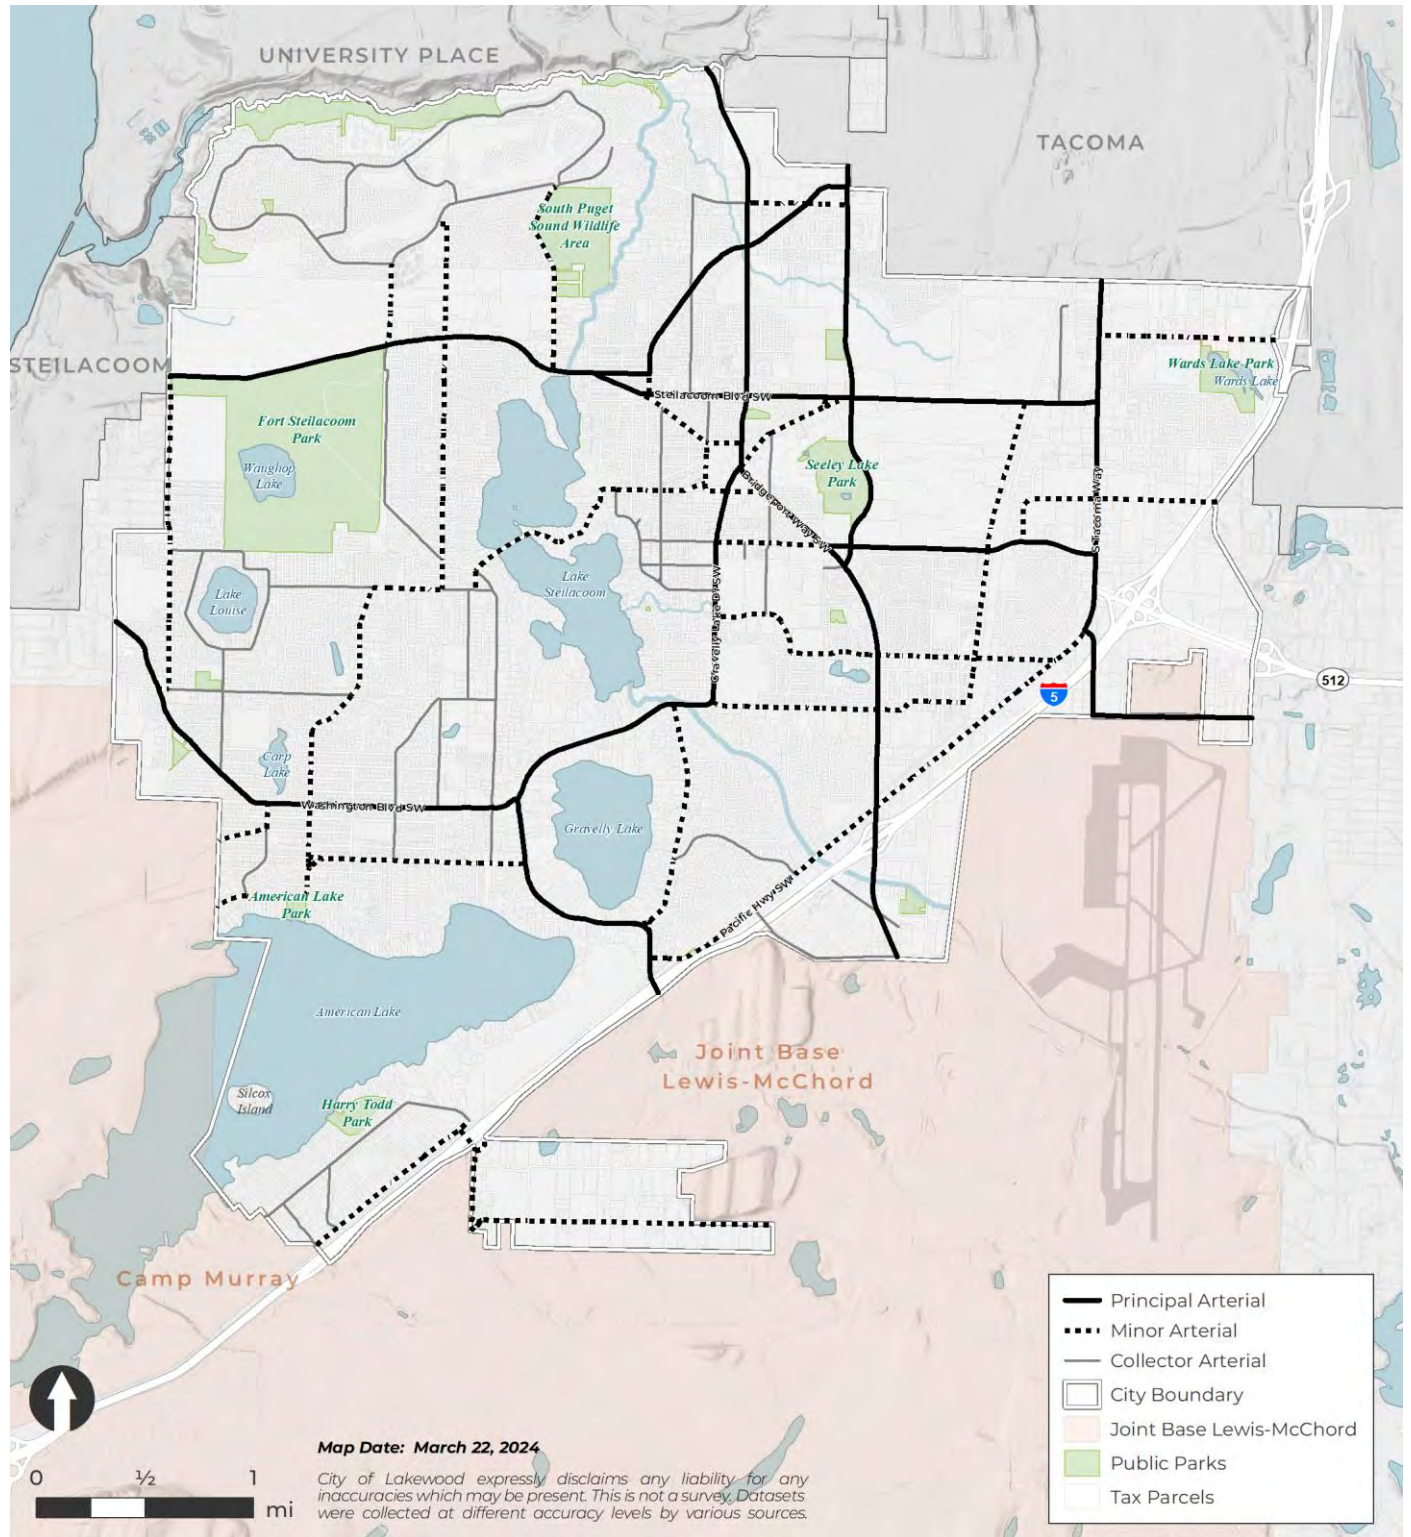 UNIVERSITY PLACE
TACOMA
South Puget
Sound Wildlife
Area
STEILACOOM
Wards Lake Park
Wards Lake
Steilacoom Blvd SW
Fort Steilacoom
Park
Waughop
Lake
Seeley Lake
Park
Bridgeport Way SW
S Tacoma Way
Lake
Louise
Lake
Steilacoom
Gravelly Lake Dr SW
512
5
Carp
Lake
Washington Blvd SW
Gravelly Lake
American Lake
Park
Pacific Hwy SW
American Lake
Joint Base
Lewis-McChord
Silcox
Island
Harry Todd
Park
Camp Murray
Principal Arterial
Minor Arterial
Collector Arterial
City Boundary
Joint Base Lewis-McChord
Public Parks
Tax Parcels
Map Date: March 22, 2024
0 ½ 1
mi
City of Lakewood expressly disclaims any liability for any
inaccuracies which may be present. This is not a survey. Datasets
were collected at different accuracy levels by various sources.